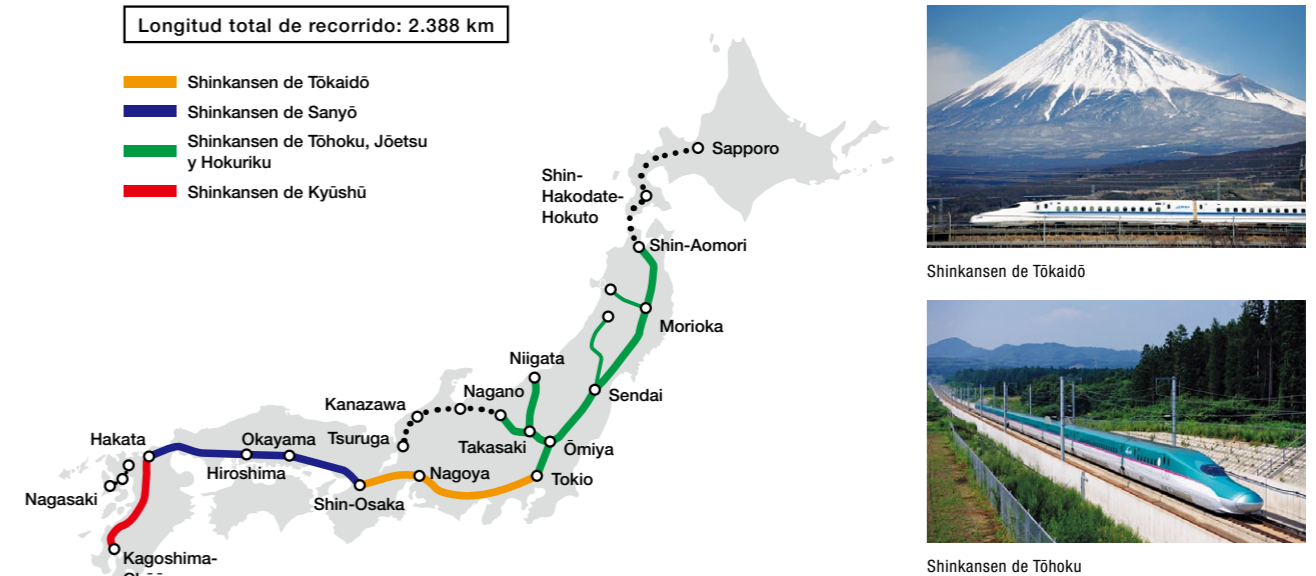 Longitud total de recorrido: 2.388 km
Shinkansen de Tōkaidō
Shinkansen de Sanyō
Shinkansen de Tōhoku, Jōetsu
y Hokuriku
Shinkansen de Kyūshū
Sapporo
Shin-
Hakodate-
Hokuto
Shin-Aomori
Morioka
Niigata
Nagano
Sendai
Kanazawa
Tsuruga
Takasaki
Ōmiya
Hakata
Okayama
Hiroshima
Nagoya
Tokio
Nagasaki
Shin-Osaka
Kagoshima-
Shinkansen de Tōkaidō
Shinkansen de Tōhoku